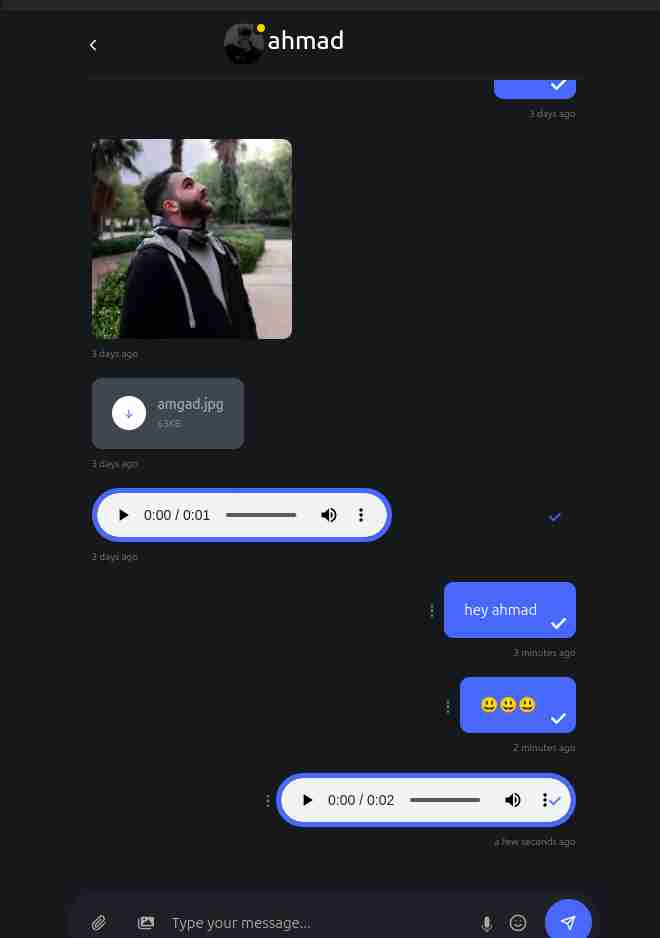 ahmad
3 days ago
3 days ago
amgad.jpg
63KB
3 days ago
0:00 / 0:01
3 days ago
hey ahmad
3 minutes ago
😃😃😃
2 minutes ago
0:00 / 0:02
a few seconds ago
Type your message...